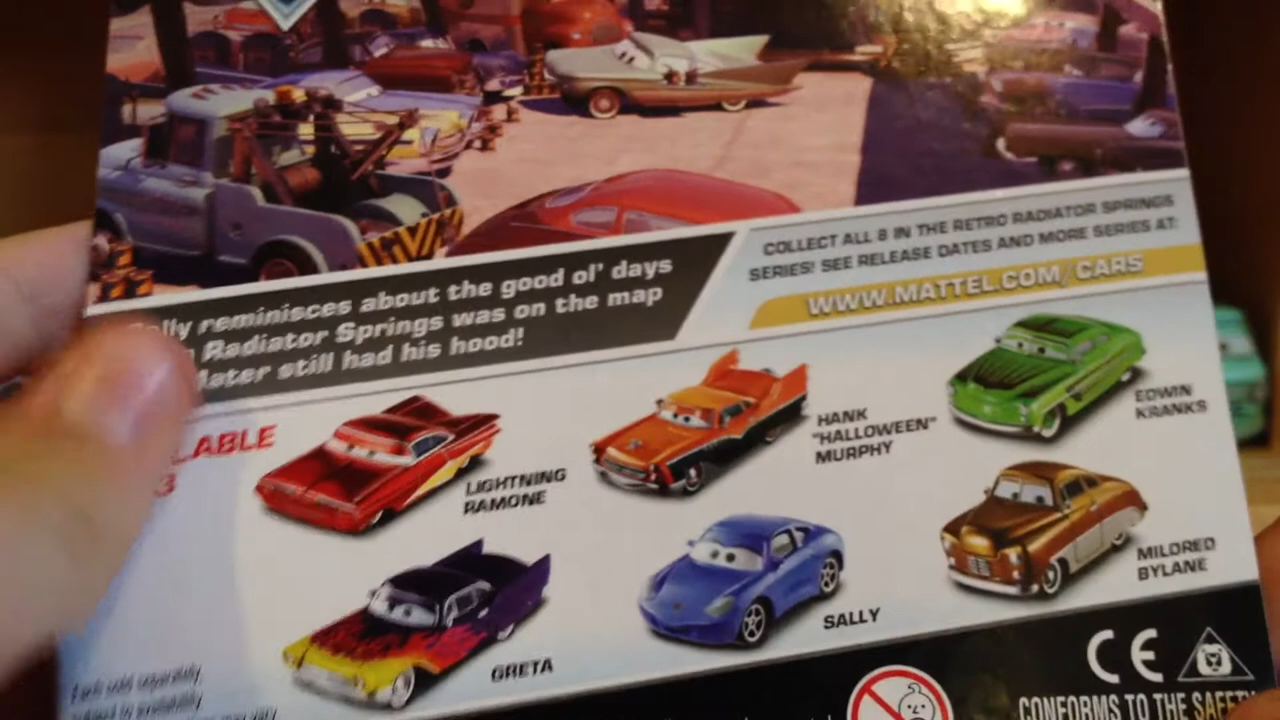 reminisces about the good ol' days
Radiator Springs was on the map
still had his hood!
COLLECT ALL 8 IN THE RETRO RADIATOR SPRINGS
SERIES! SEE RELEASE DATES AND MORE SERIES AT:
WWW.MATTEL.COM/CARS
LIGHTNING
RAMONE
HANK
"HALLOWEEN"
MURPHY
EDWIN
KRANKS
GRETA
SALLY
MILDRED
BYLANE
CE
CONFORMS TO THE SAFETY